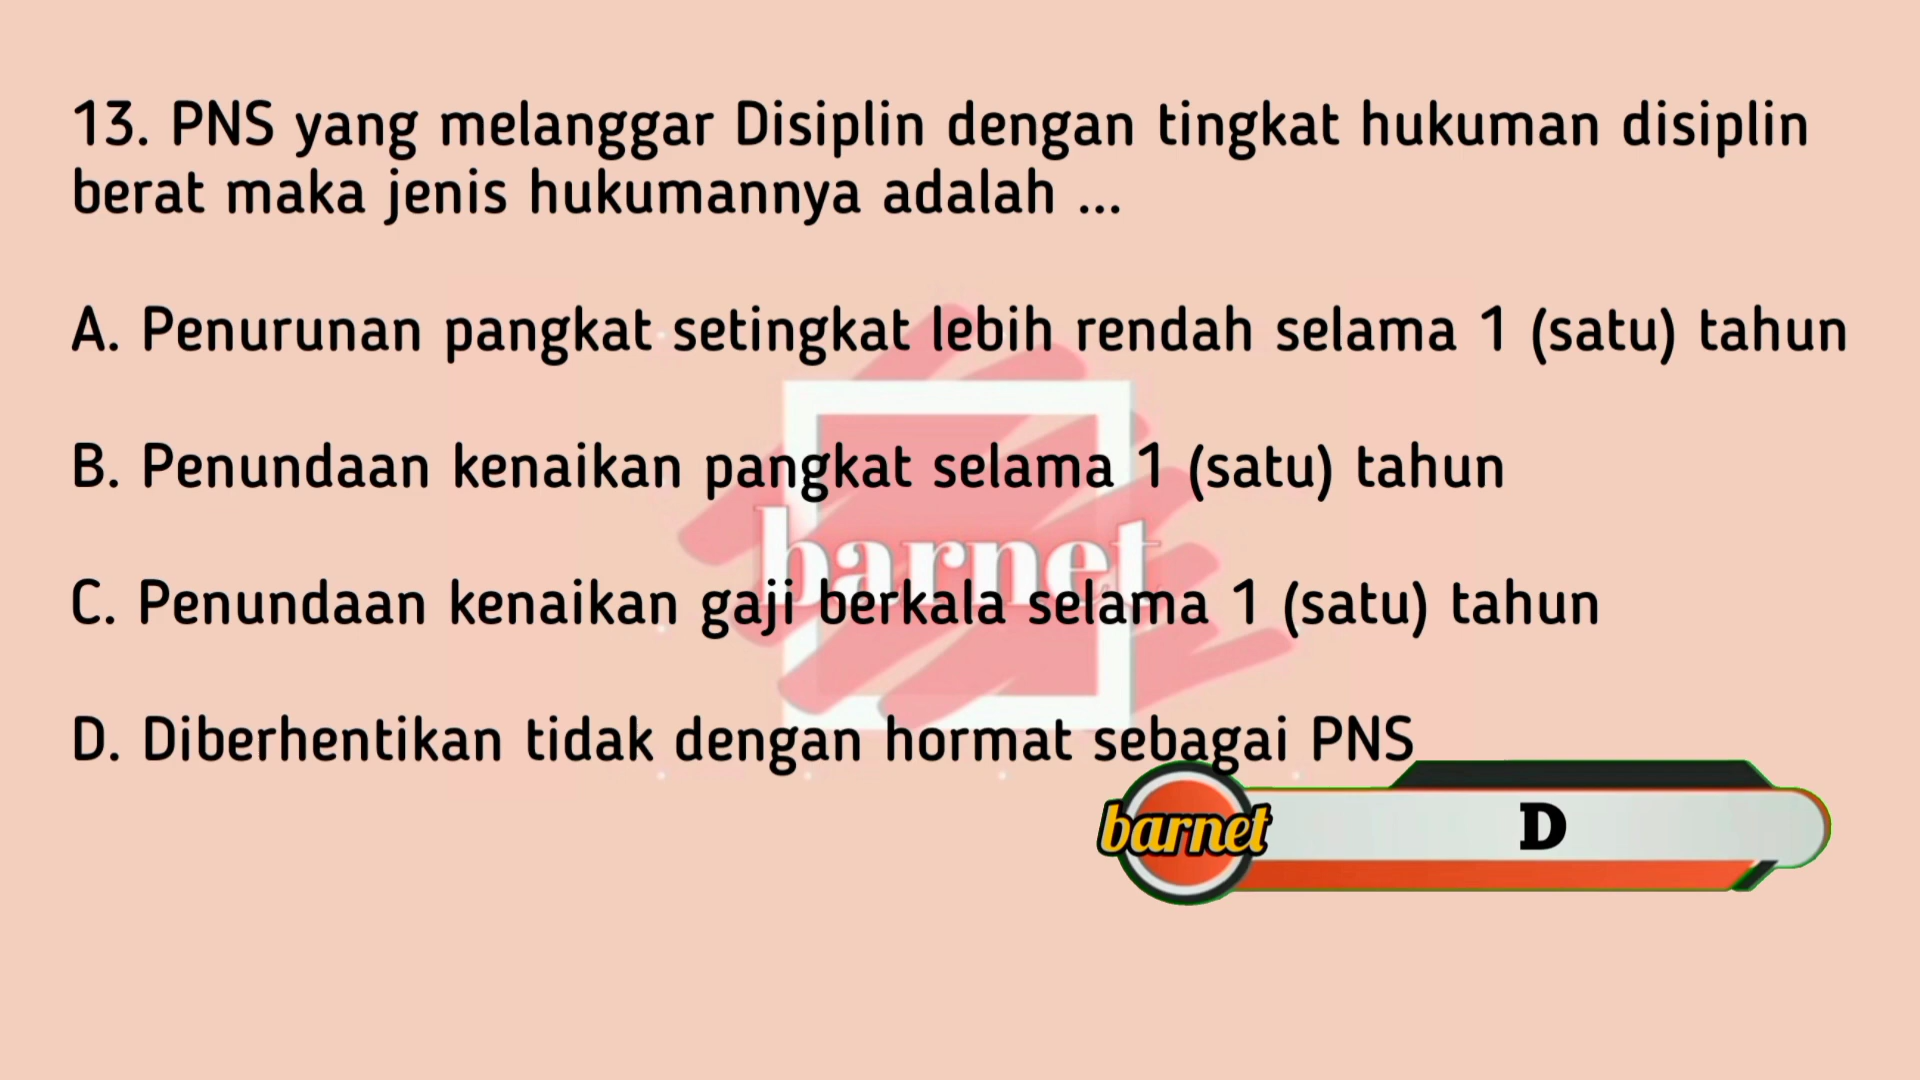 13. PNS yang melanggar Disiplin dengan tingkat hukuman disiplin
berat maka jenis hukumannya adalah ...
A. Penurunan pangkat setingkat lebih rendah selama 1 (satu) tahun
B. Penundaan kenaikan pangkat selama 1 (satu) tahun
barnet
C. Penundaan kenaikan gaji berkala selama 1 (satu) tahun
D. Diberhentikan tidak dengan hormat sebagai PNS
barnet
D